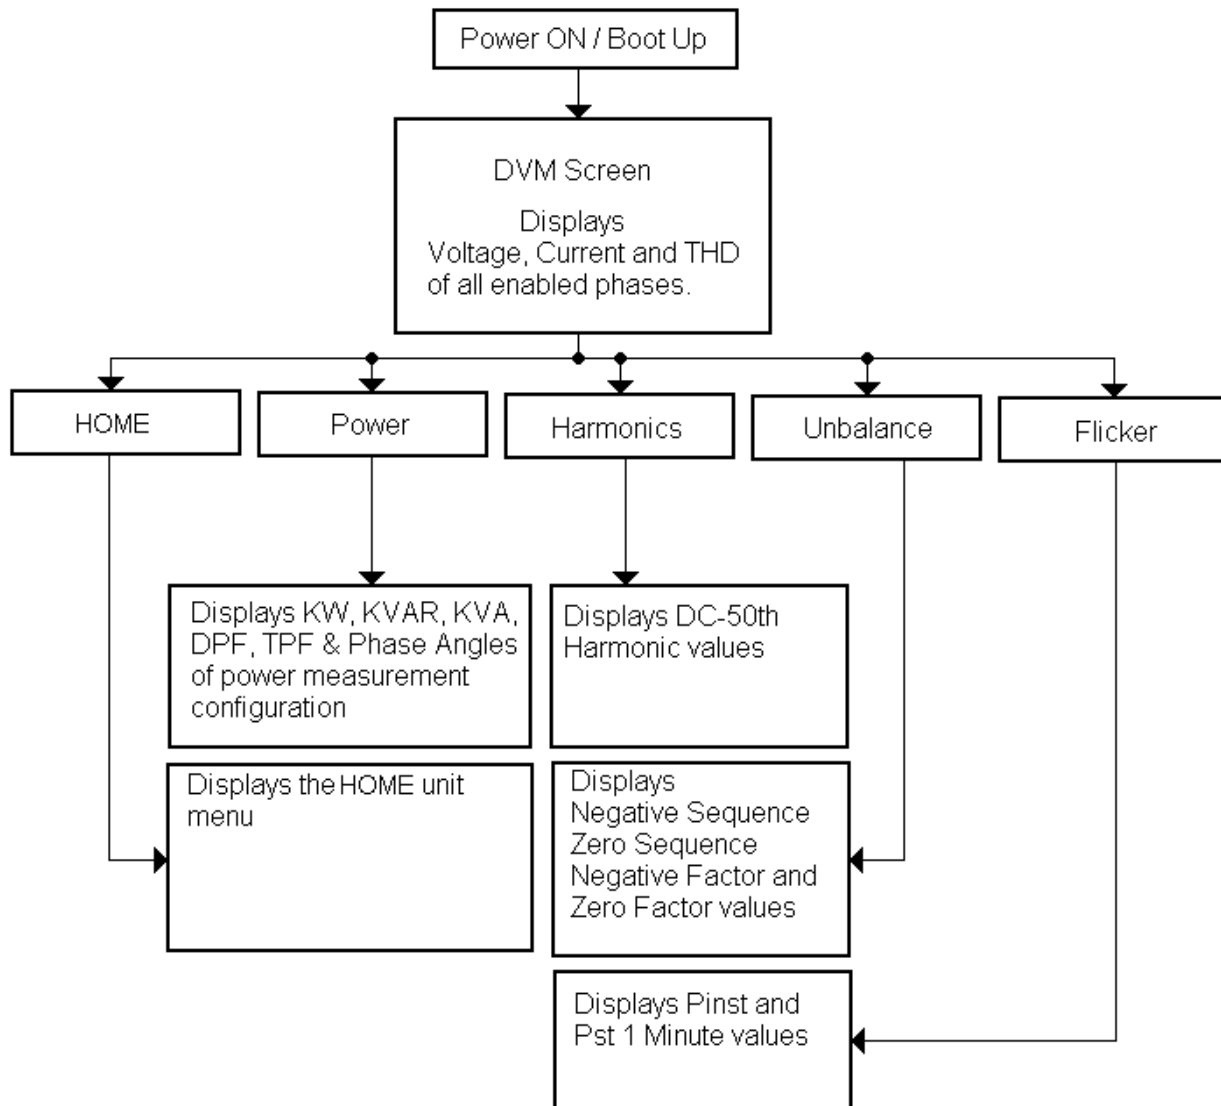 Power ON / Boot Up
DVM Screen
Displays
Voltage, Current and THD
of all enabled phases.
HOME
Power
Harmonics
Unbalance
Flicker
Displays KW, KVAR, KVA,
DPF, TPF & Phase Angles
of power measurement
configuration
Displays DC-50th
Harmonic values
Displays the HOME unit
menu
Displays
Negative Sequence
Zero Sequence
Negative Factor and
Zero Factor values
Displays Pinst and
Pst 1 Minute values